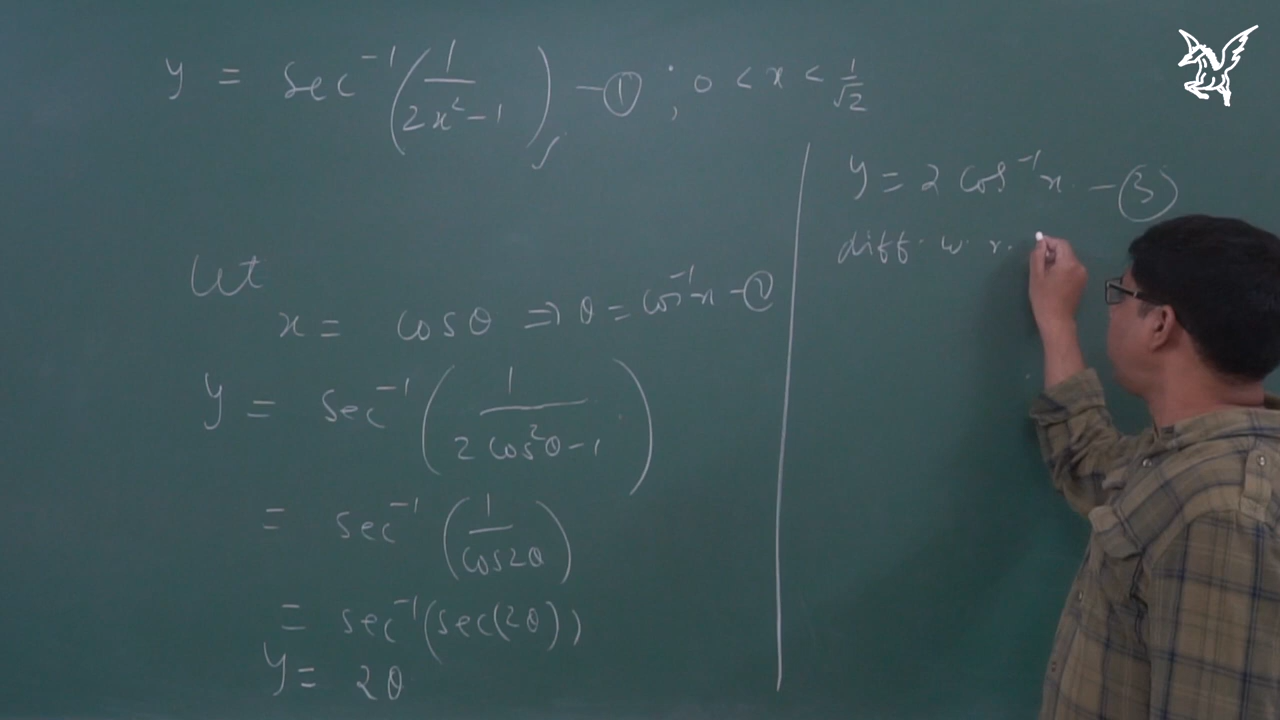 y = sec⁻¹(1/(2x²-1)), - ① ; 0 < x < 1/√2
Let
x = cosθ ⇒ θ = cos⁻¹x - ②
y = sec⁻¹(1/(2cos²θ-1))
= sec⁻¹(1/cos2θ)
= sec⁻¹(sec(2θ))
y = 2θ
y = 2 cos⁻¹x. - ③
diff. w. r.